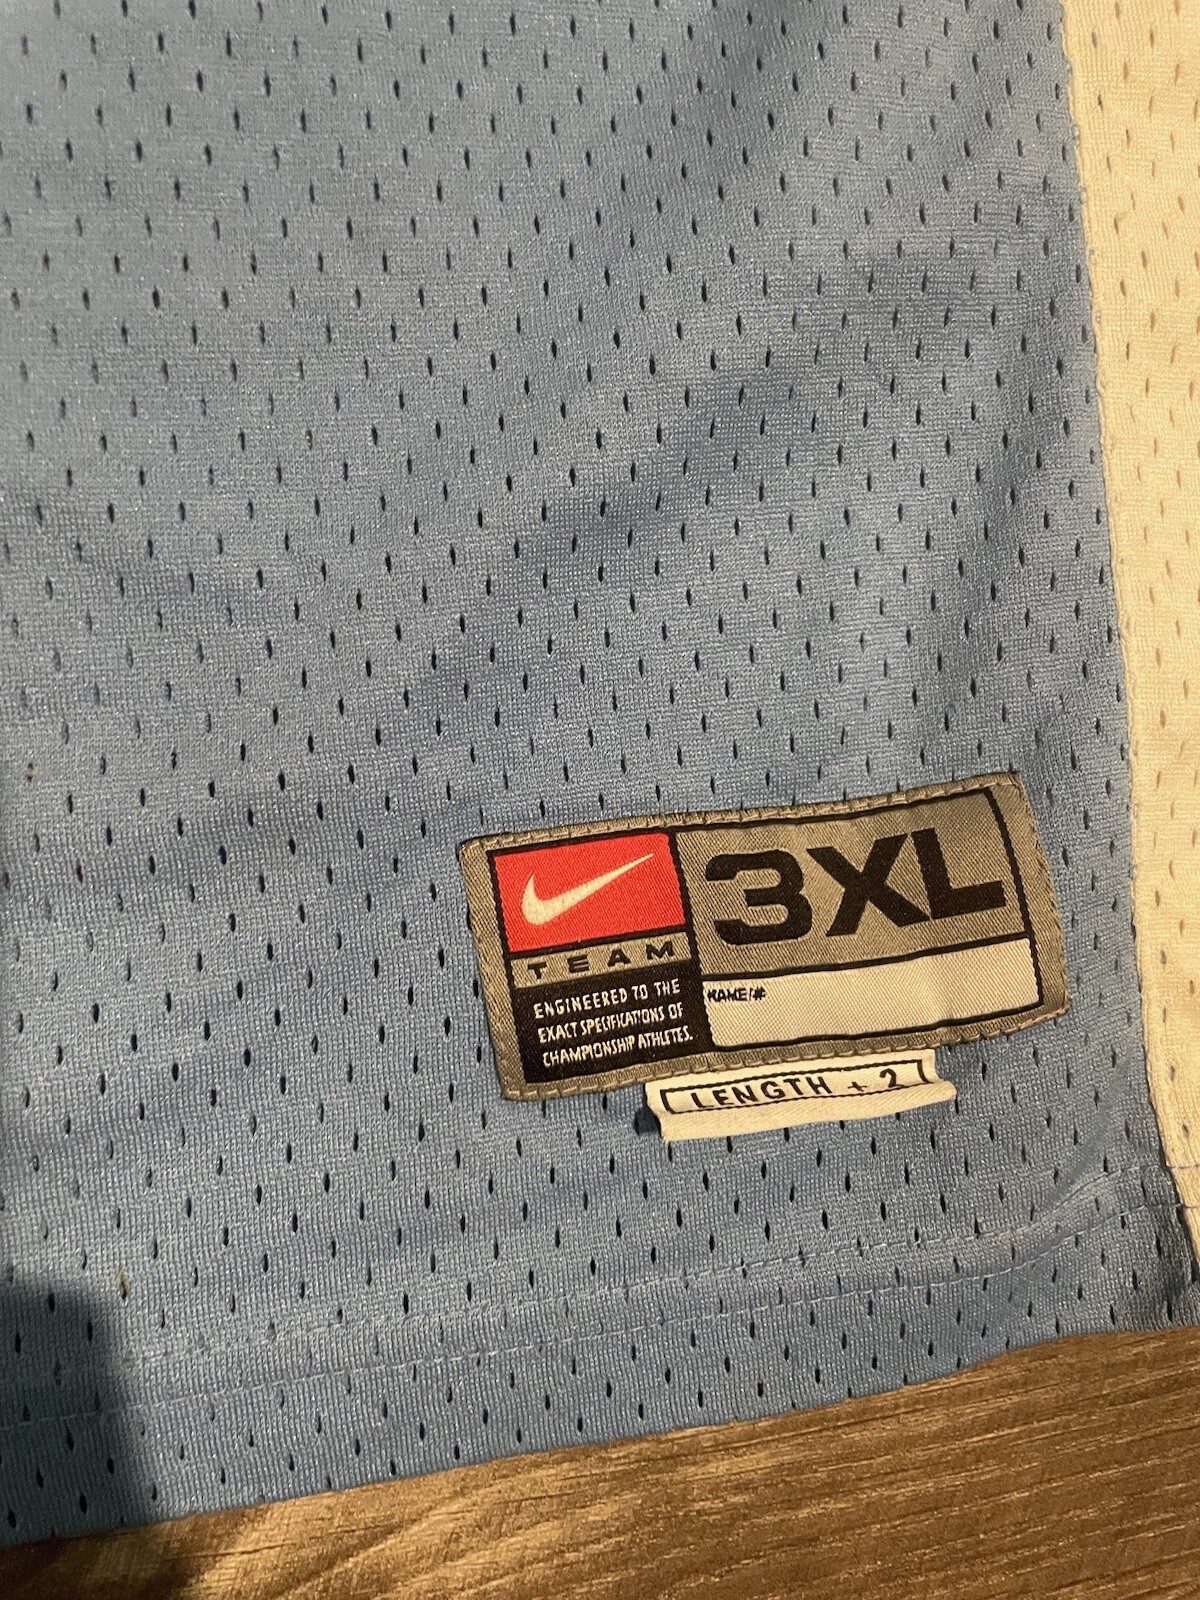 3XL
TEAM
NAME/#
ENGINEERED TO THE
EXACT SPECIFICATIONS OF
CHAMPIONSHIP ATHLETES.
LENGTH + 2